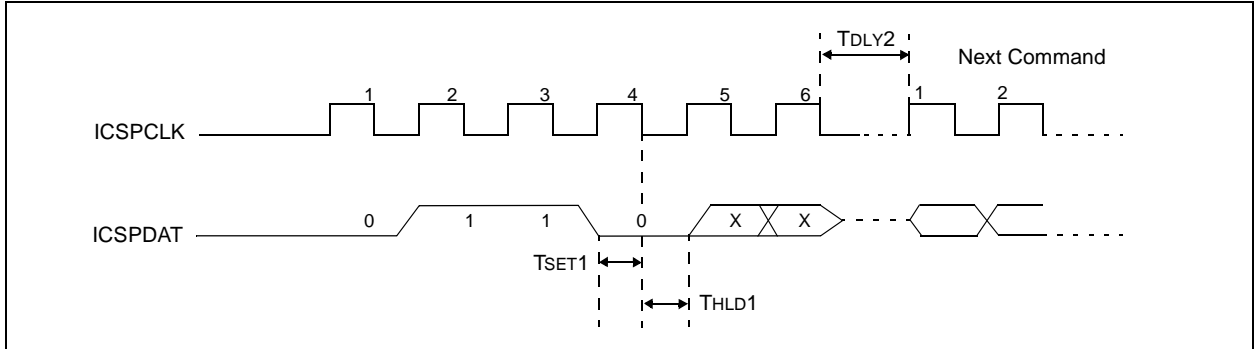 TDLY2
Next Command
1 2 3 4 5 6 1 2
ICSPCLK
0 1 1 0 X X
ICSPDAT
TSET1
THLD1